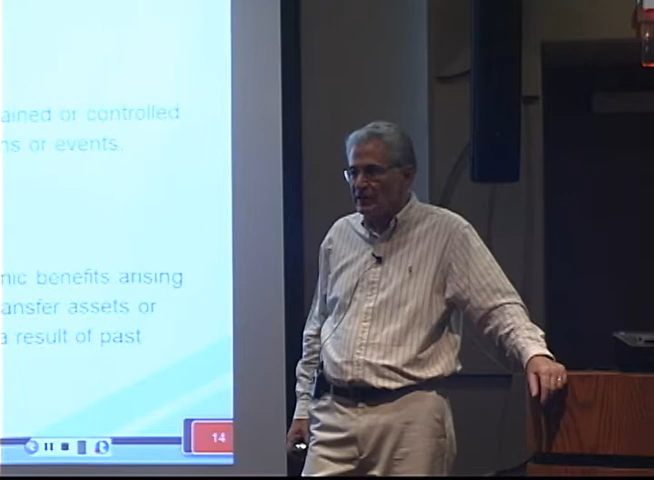 ained or controlled
ns or events.
nic benefits arising
ansfer assets or
a result of past
14